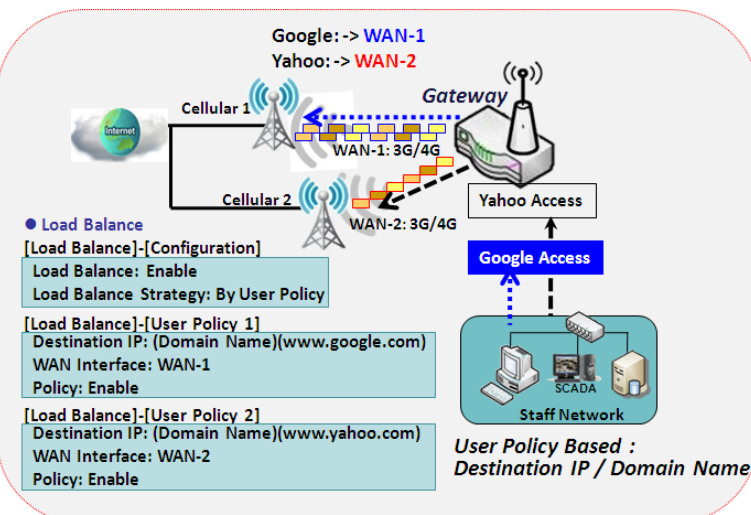 Google: -> WAN-1
Yahoo: -> WAN-2
Gateway
Cellular 1
Internet
WAN-1: 3G/4G
Cellular 2
WAN-2: 3G/4G
Yahoo Access
Google Access
● Load Balance
[Load Balance]-[Configuration]
Load Balance: Enable
Load Balance Strategy: By User Policy
[Load Balance]-[User Policy 1]
Destination IP: (Domain Name)(www.google.com)
WAN Interface: WAN-1
Policy: Enable
[Load Balance]-[User Policy 2]
Destination IP: (Domain Name)(www.yahoo.com)
WAN Interface: WAN-2
Policy: Enable
SCADA
Staff Network
User Policy Based :
Destination IP / Domain Name